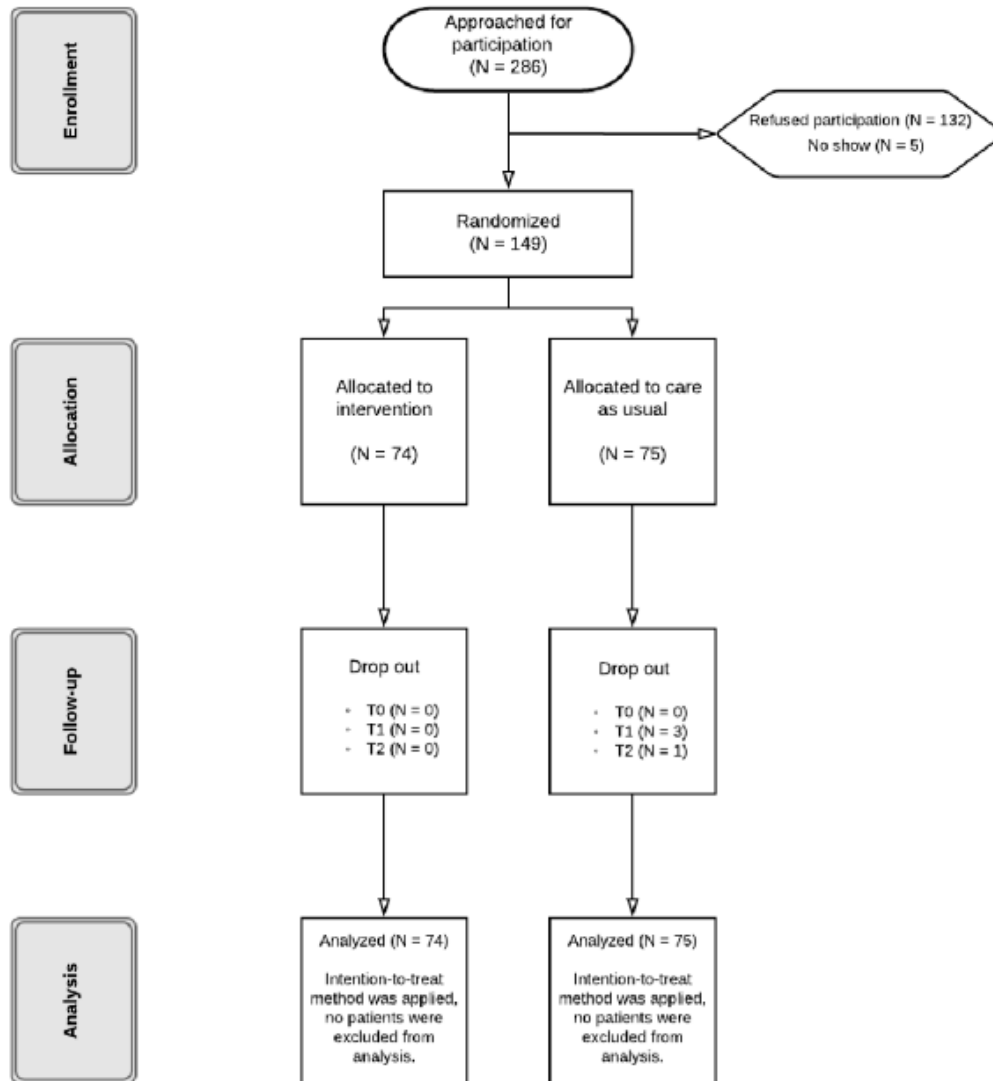 Enrollment
Approached for
participation
(N = 286)
Refused participation (N = 132)
No show (N = 5)
Randomized
(N = 149)
Allocation
Allocated to
intervention
(N = 74)
Allocated to care
as usual
(N = 75)
Follow-up
Drop out
· T0 (N = 0)
· T1 (N = 0)
· T2 (N = 0)
Drop out
· T0 (N = 0)
· T1 (N = 3)
· T2 (N = 1)
Analysis
Analyzed (N = 74)
Intention-to-treat
method was applied,
no patients were
excluded from
analysis.
Analyzed (N = 75)
Intention-to-treat
method was applied,
no patients were
excluded from
analysis.